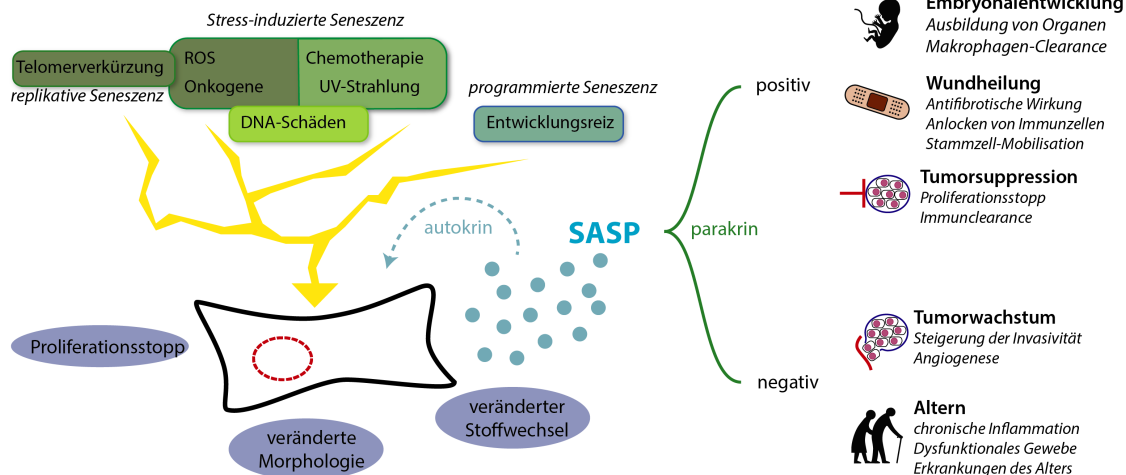 Stress-induzierte Seneszenz
Telomerverkürzung
replikative Seneszenz
ROS
Onkogene
Chemotherapie
UV-Strahlung
DNA-Schäden
programmierte Seneszenz
Entwicklungsreiz
autokrin
SASP
parakrin
Proliferationsstopp
veränderte
Morphologie
veränderter
Stoffwechsel
positiv
Embryonalentwicklung
Ausbildung von Organen
Makrophagen-Clearance
Wundheilung
Antifibrotische Wirkung
Anlocken von Immunzellen
Stammzell-Mobilisation
Tumorsuppression
Proliferationsstopp
Immunclearance
negativ
Tumorwachstum
Steigerung der Invasivität
Angiogenese
Altern
chronische Inflammation
Dysfunktionales Gewebe
Erkrankungen des Alters